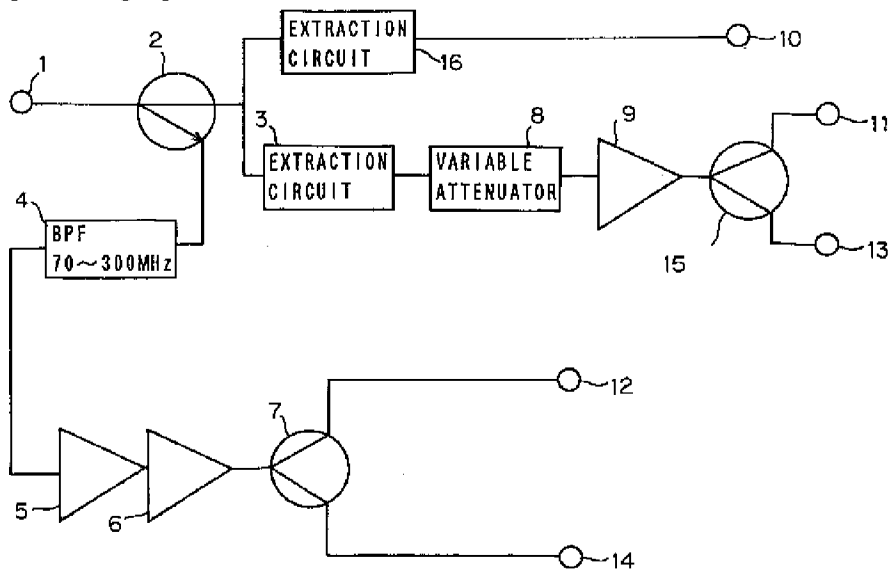 EXTRACTION
CIRCUIT
16
10
2
1
3
EXTRACTION
CIRCUIT
8
VARIABLE
ATTENUATOR
9
11
15
13
4
BPF
70～300MHz
12
7
5
6
14